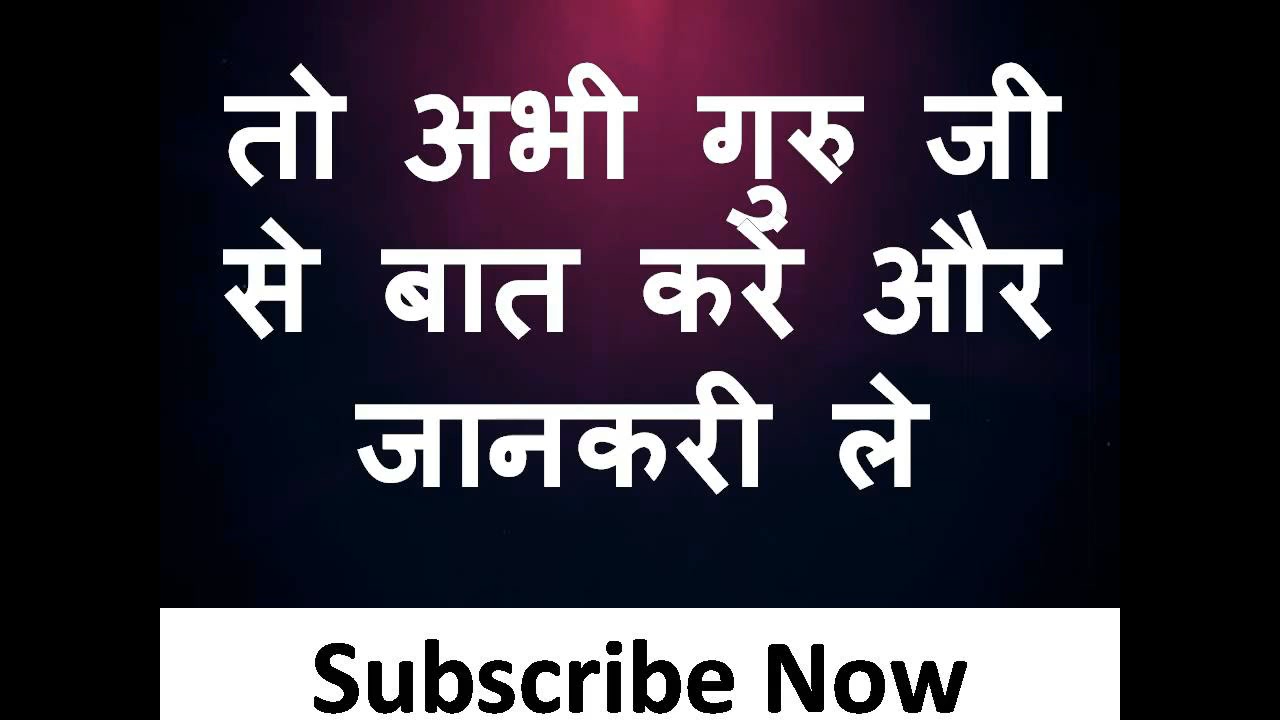 तो अभी गुरु जी
से बात करें और
जानकरी ले
Subscribe Now